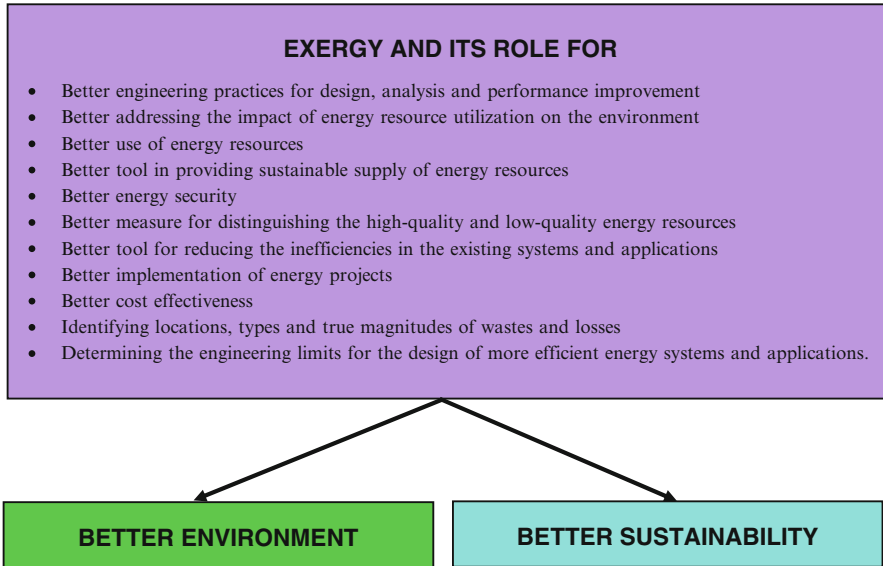 EXERGY AND ITS ROLE FOR
• Better engineering practices for design, analysis and performance improvement
• Better addressing the impact of energy resource utilization on the environment
• Better use of energy resources
• Better tool in providing sustainable supply of energy resources
• Better energy security
• Better measure for distinguishing the high-quality and low-quality energy resources
• Better tool for reducing the inefficiencies in the existing systems and applications
• Better implementation of energy projects
• Better cost effectiveness
• Identifying locations, types and true magnitudes of wastes and losses
• Determining the engineering limits for the design of more efficient energy systems and applications.
BETTER ENVIRONMENT
BETTER SUSTAINABILITY